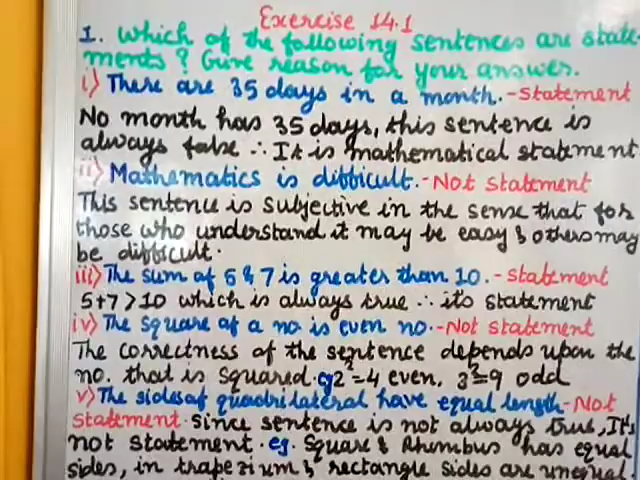 Exercise 14.1
1. Which of the following sentences are state-
ments? Give reason for your answer.
i) There are 35 days in a month. - Statement
No month has 35 days, this sentence is
always false ∴ It is mathematical statement
ii) Mathematics is difficult. - Not statement
This sentence is subjective in the sense that for
those who understand it may be easy & others may
be difficult.
iii) The sum of 5 & 7 is greater than 10. - statement
5+7>10 which is always true ∴ its statement
iv) The square of a no is even no. - Not statement
The correctness of the sentence depends upon the
no. that is squared. eg 2²=4 even, 3²=9 odd
v) The sides of quadrilateral have equal length - Not
statement. Since sentence is not always true, It's
not statement. eg. Square & Rhombus has equal
sides, in trapezium & rectangle sides are unequal.